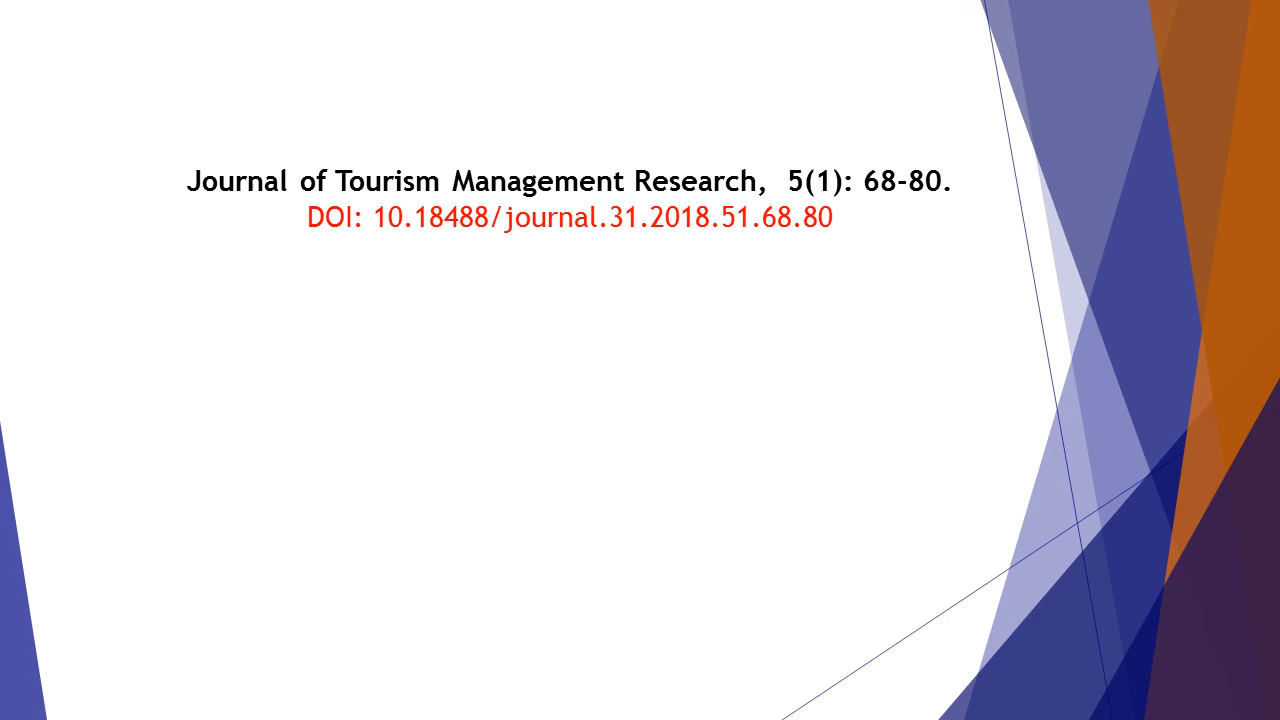 Journal of Tourism Management Research, 5(1): 68-80.
DOI: 10.18488/journal.31.2018.51.68.80